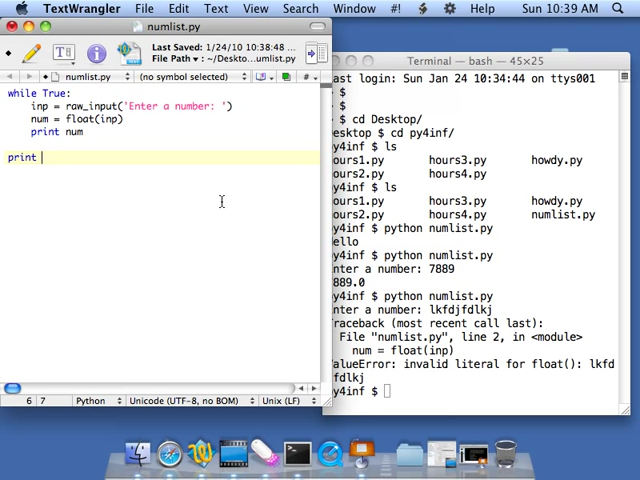 TextWrangler File Edit Text View Search Window #! Help Sun 10:39 AM
numlist.py
Last Saved: 1/24/10 10:38:48 ...
File Path ▾: ~/Deskto...umlist.py
numlist.py (no symbol selected)
while True:
inp = raw_input('Enter a number: ')
num = float(inp)
print num
print
6 7 Python Unicode (UTF-8, no BOM) Unix (LF)
Terminal — bash — 45×25
ast login: Sun Jan 24 10:34:44 on ttys001
$
$
$ cd Desktop/
esktop $ cd py4inf/
y4inf $ ls
ours1.py hours3.py howdy.py
ours2.py hours4.py
y4inf $ ls
ours1.py hours3.py howdy.py
ours2.py hours4.py numlist.py
y4inf $ python numlist.py
ello
y4inf $ python numlist.py
nter a number: 7889
889.0
y4inf $ python numlist.py
nter a number: lkfdjfdlkj
raceback (most recent call last):
File "numlist.py", line 2, in <module>
num = float(inp)
alueError: invalid literal for float(): lkfd
fdlkj
y4inf $